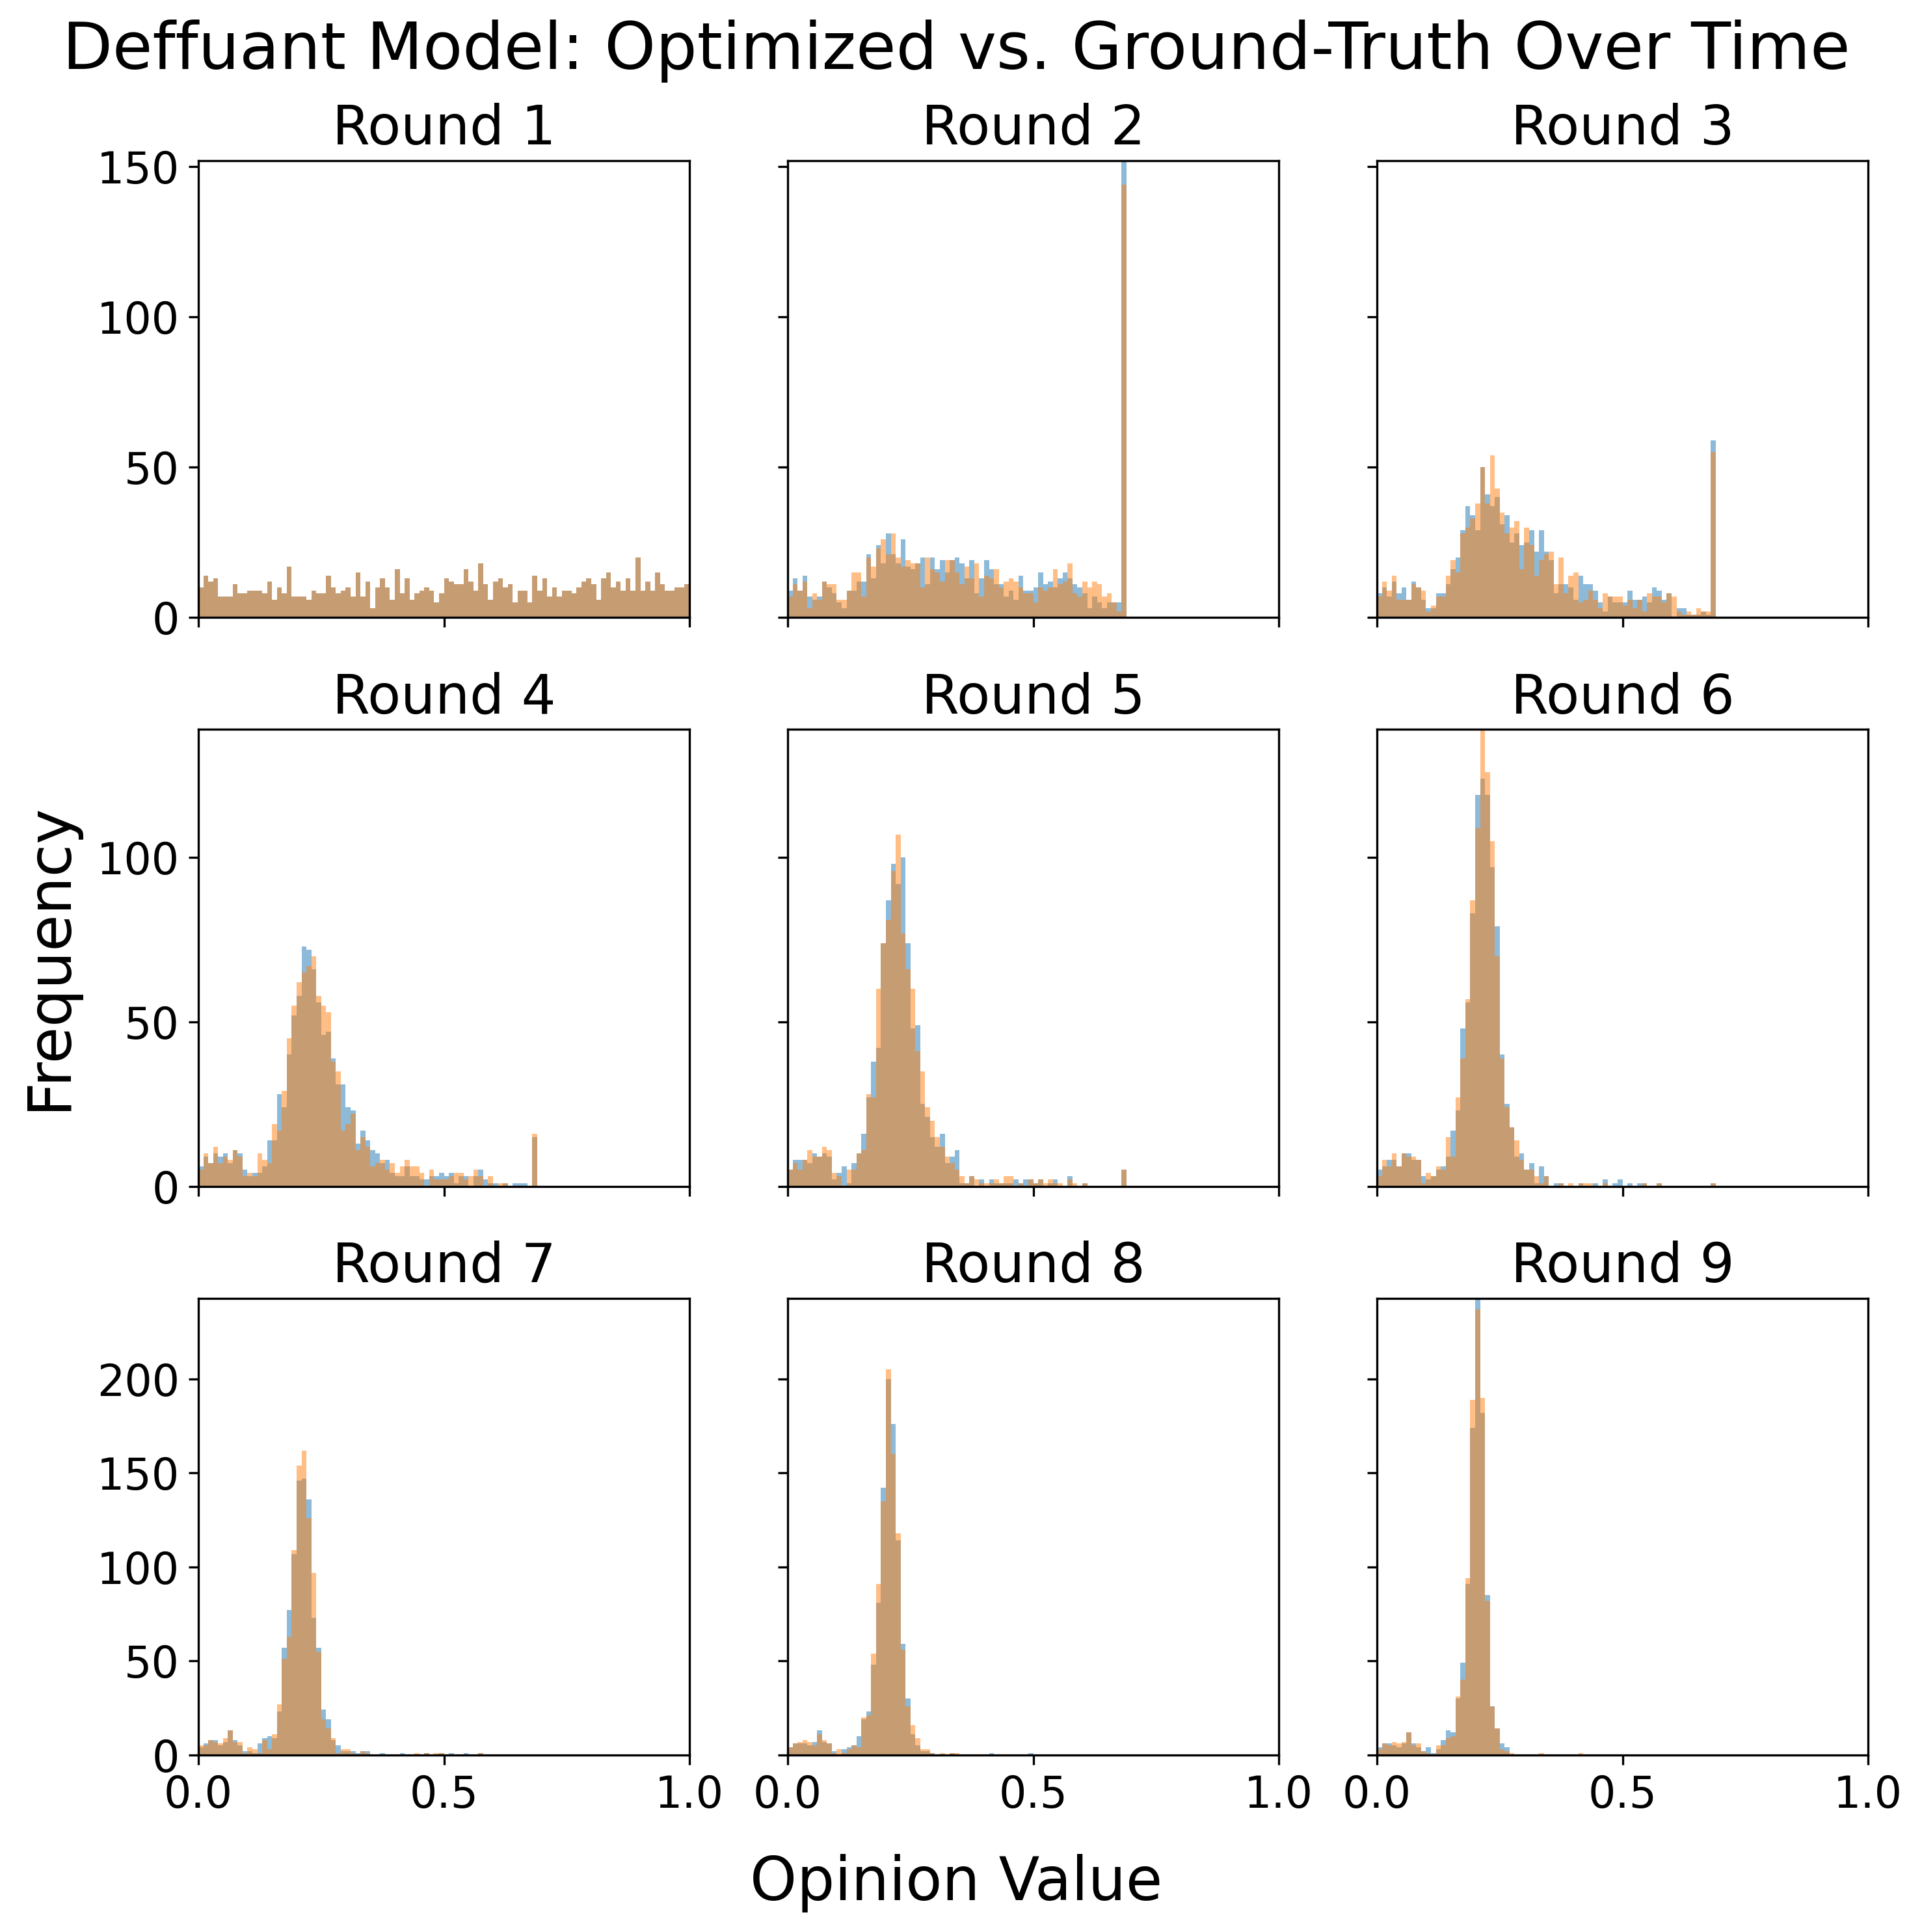 Deffuant Model: Optimized vs. Ground-Truth Over Time
Round 1
Round 2
Round 3
150
100
50
0
Round 4
Round 5
Round 6
100
50
0
Frequency
Round 7
Round 8
Round 9
200
150
100
50
0
0.0 0.5 1.0 0.0 0.5 1.0 0.0 0.5 1.0
Opinion Value